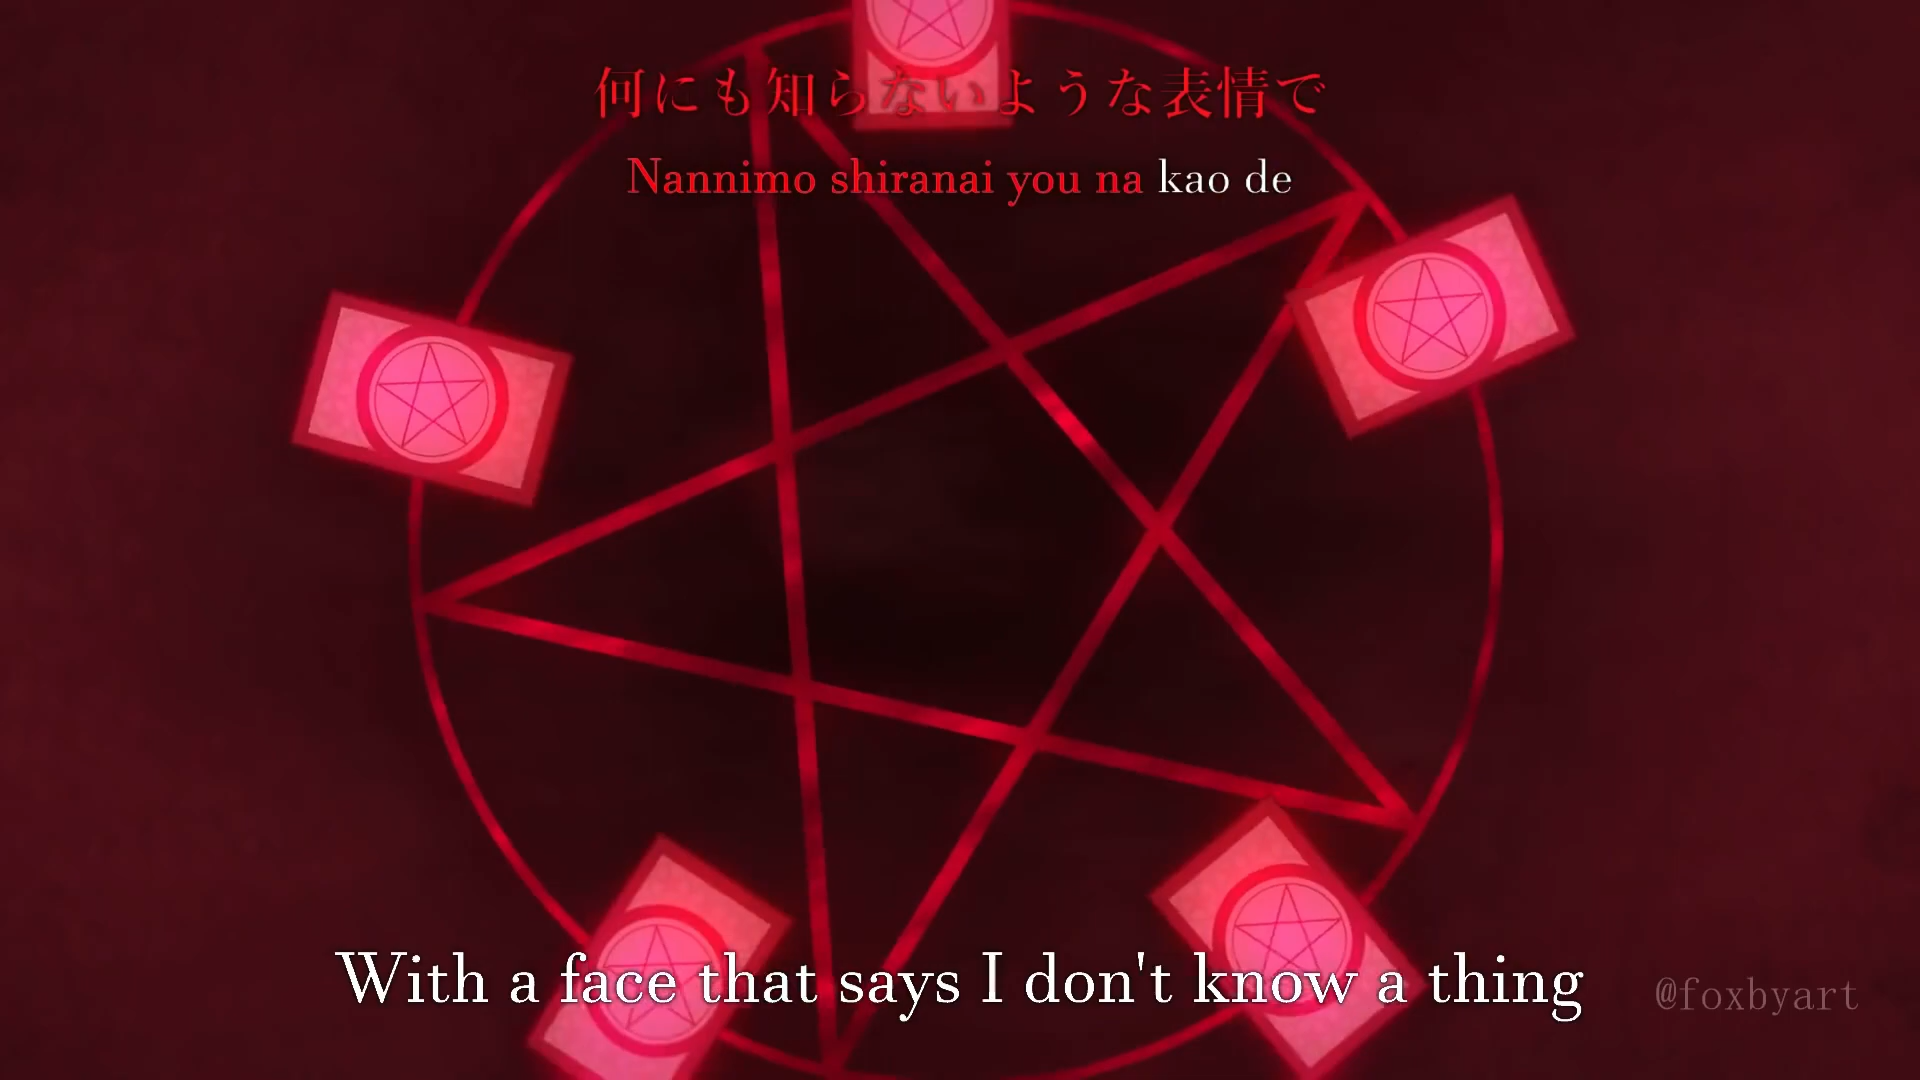 何にも知らないような表情で
Nannimo shiranai you na kao de
With a face that says I don't know a thing
@foxbyart